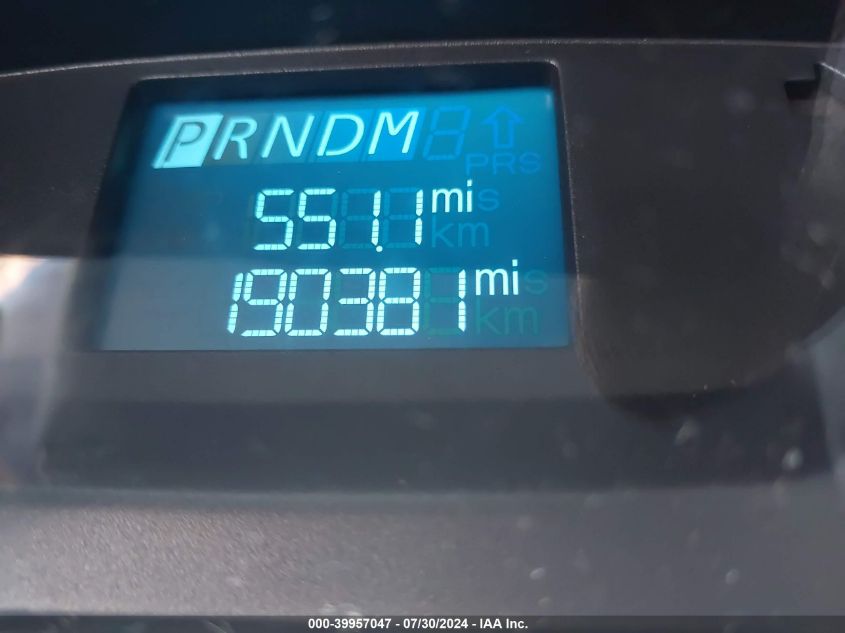 PRNDM
PRS
551.1 mi
km
190381 mi
km
000-39957047 - 07/30/2024 - IAA Inc.